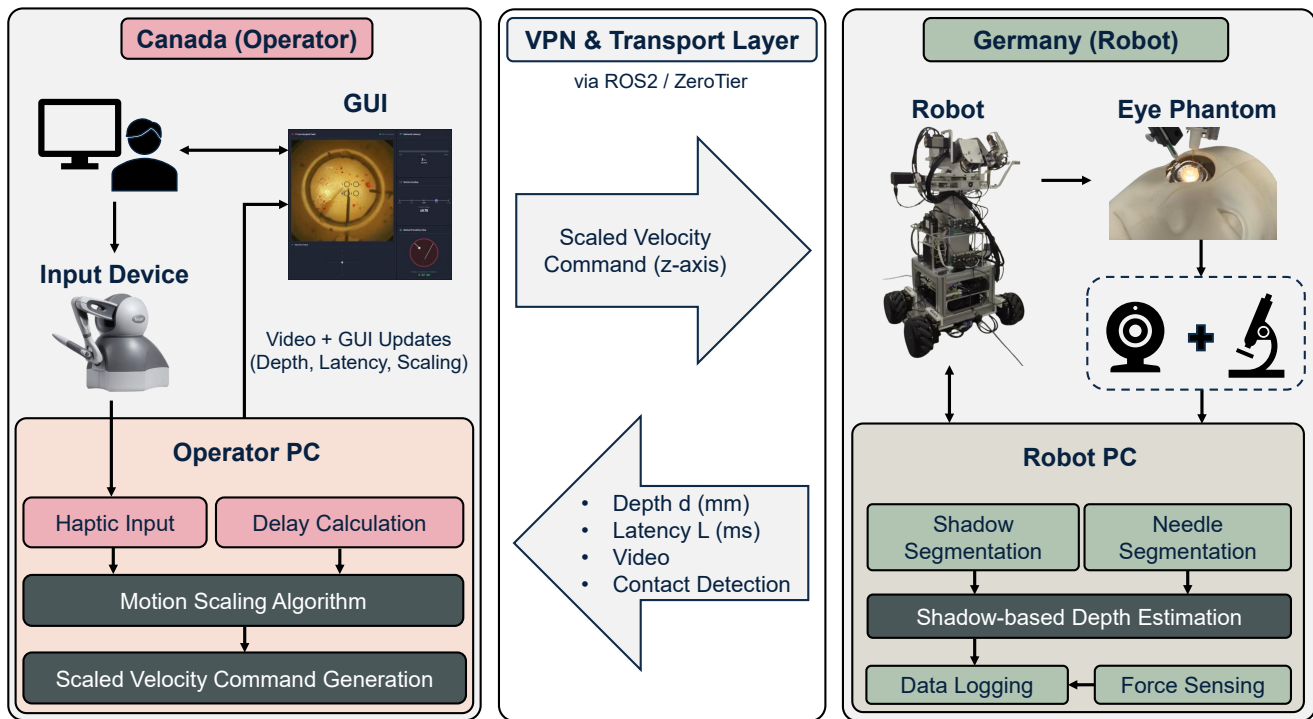 Canada (Operator)
GUI
Input Device
Video + GUI Updates
(Depth, Latency, Scaling)
Operator PC
Haptic Input
Delay Calculation
Motion Scaling Algorithm
Scaled Velocity Command Generation
VPN & Transport Layer
via ROS2 / ZeroTier
Scaled Velocity
Command (z-axis)
• Depth d (mm)
• Latency L (ms)
• Video
• Contact Detection
Germany (Robot)
Robot
Eye Phantom
Robot PC
Shadow
Segmentation
Needle
Segmentation
Shadow-based Depth Estimation
Data Logging
Force Sensing